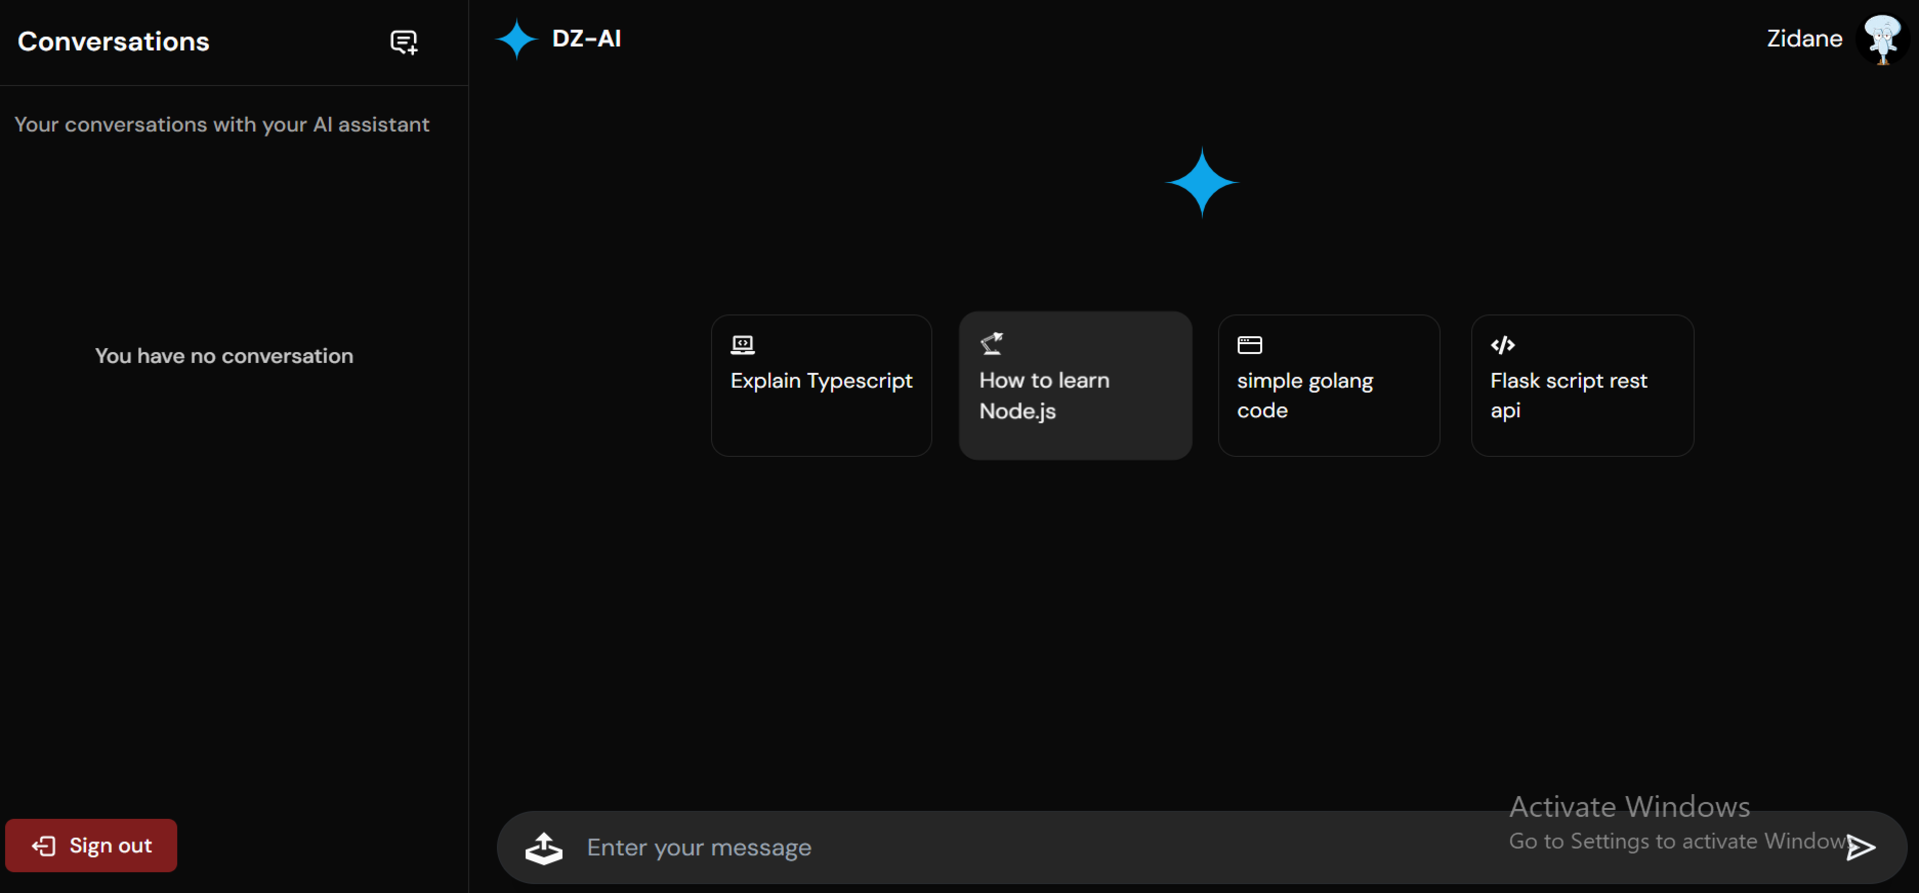 Conversations
Your conversations with your AI assistant
You have no conversation
Sign out
DZ-AI
Zidane
Explain Typescript
How to learn
Node.js
simple golang
code
Flask script rest
api
Enter your message
Activate Windows
Go to Settings to activate Windows